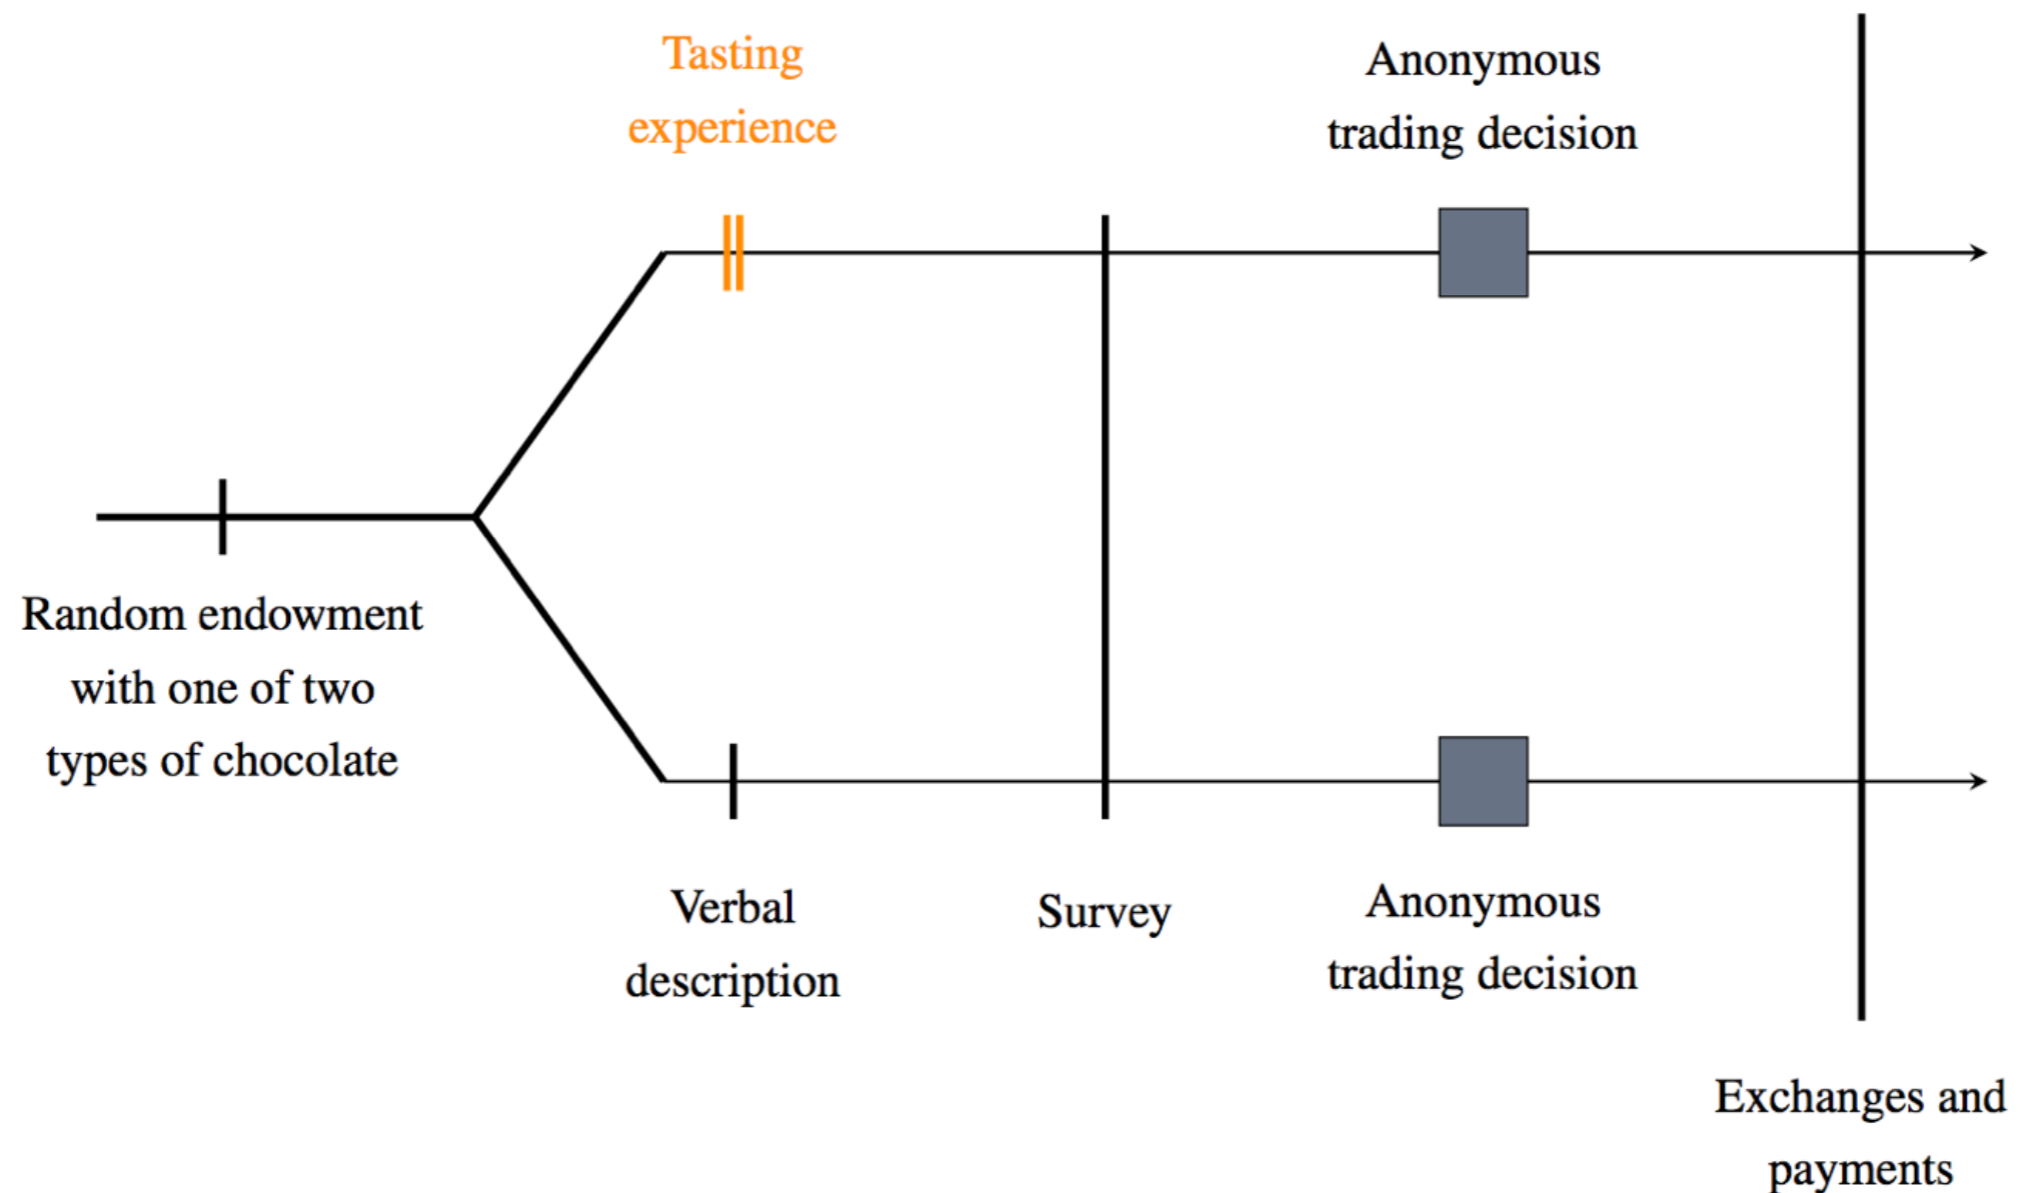 Tasting
experience
Anonymous
trading decision
Random endowment
with one of two
types of chocolate
Verbal
description
Survey
Anonymous
trading decision
Exchanges and
payments